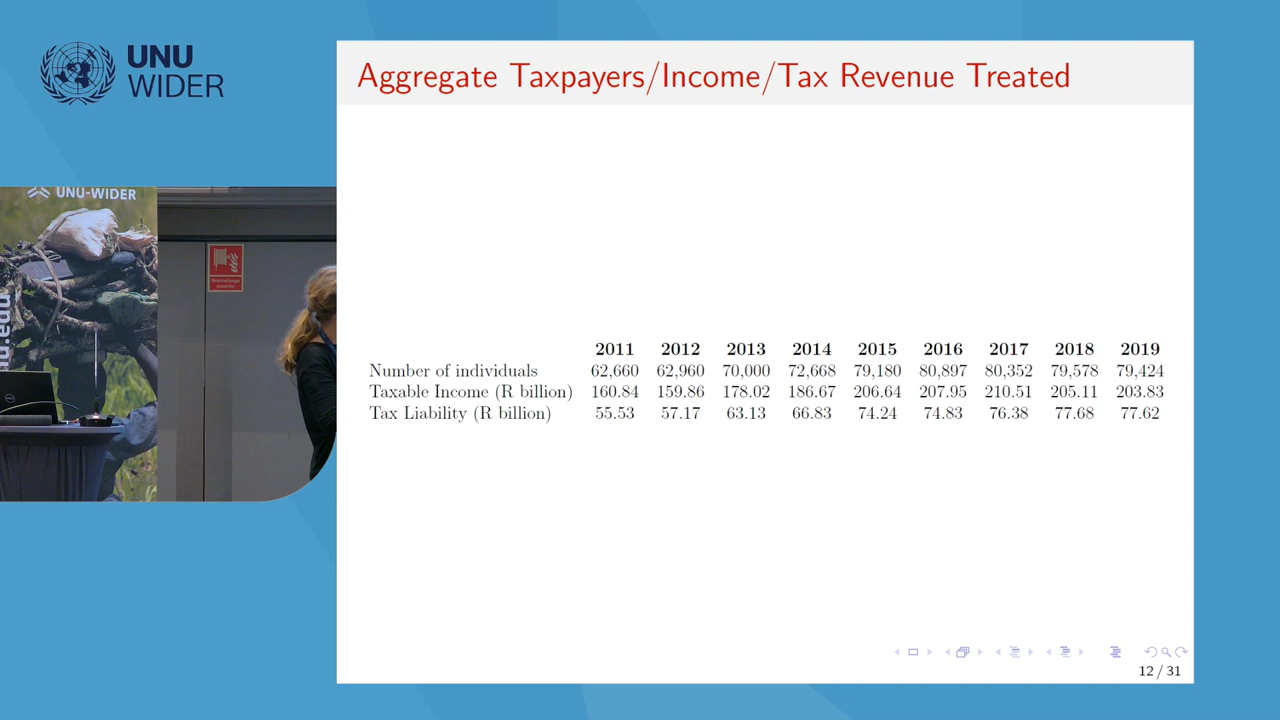 UNU
WIDER
Aggregate Taxpayers/Income/Tax Revenue Treated
UNU-WIDER
u.edu
2011 2012 2013 2014 2015 2016 2017 2018 2019
Number of individuals 62,660 62,960 70,000 72,668 79,180 80,897 80,352 79,578 79,424
Taxable Income (R billion) 160.84 159.86 178.02 186.67 206.64 207.95 210.51 205.11 203.83
Tax Liability (R billion) 55.53 57.17 63.13 66.83 74.24 74.83 76.38 77.68 77.62
12 / 31